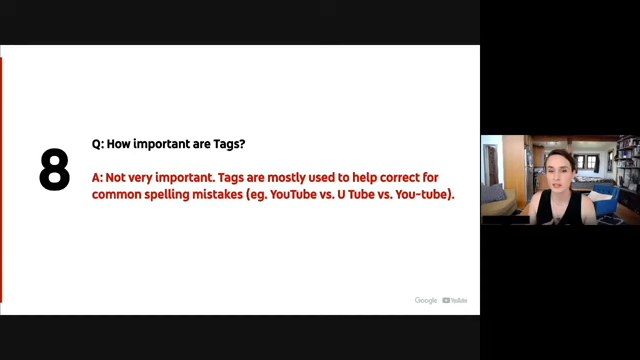 8
Q: How important are Tags?
A: Not very important. Tags are mostly used to help correct for
common spelling mistakes (eg. YouTube vs. U Tube vs. You-tube).
Google YouTube